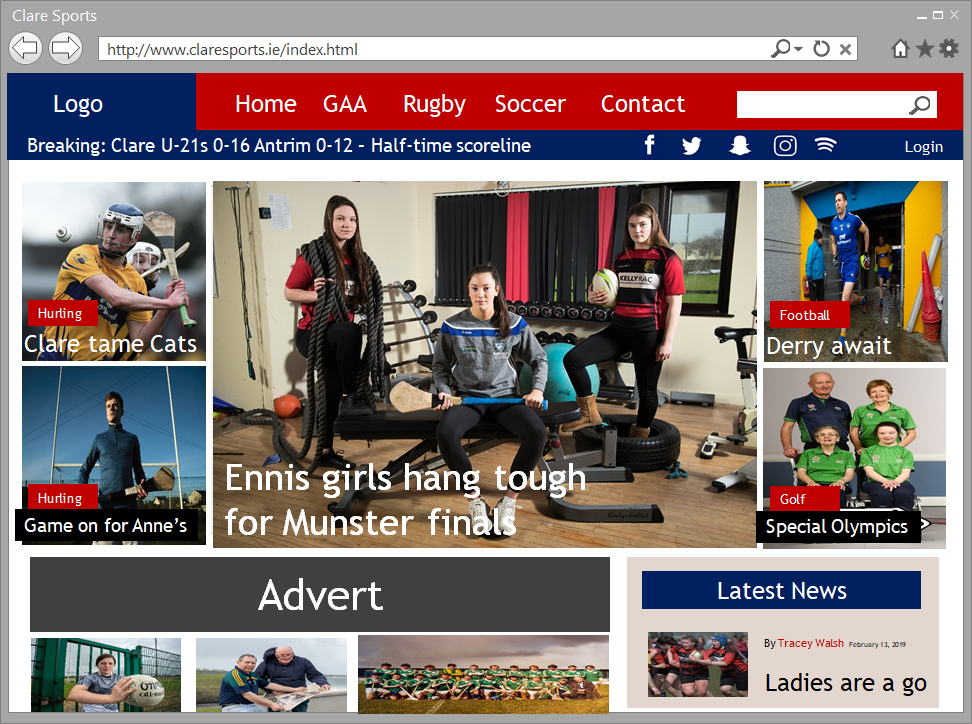 Clare Sports
http://www.claresports.ie/index.html
Logo
Home GAA Rugby Soccer Contact
Breaking: Clare U-21s 0-16 Antrim 0-12 – Half-time scoreline
Login
Hurling
Clare tame Cats
Hurling
Game on for Anne's
KELLYRAC
Ennis girls hang tough
for Munster finals
Football
Derry await
Golf
Special Olympics
Advert
Latest News
By Tracey Walsh February 13, 2019
Ladies are a go